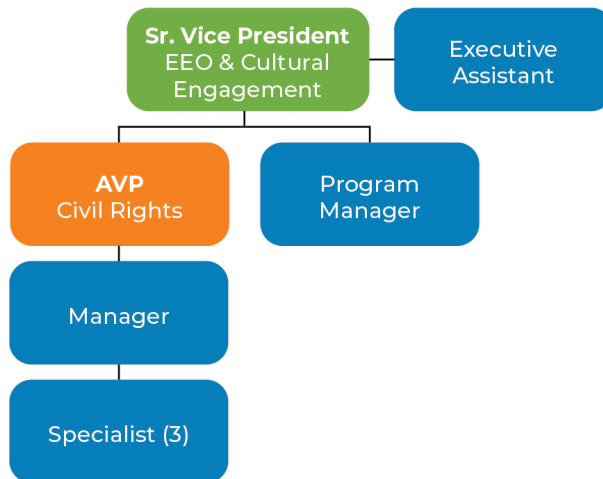 Sr. Vice President
EEO & Cultural
Engagement
Executive
Assistant
AVP
Civil Rights
Program
Manager
Manager
Specialist (3)